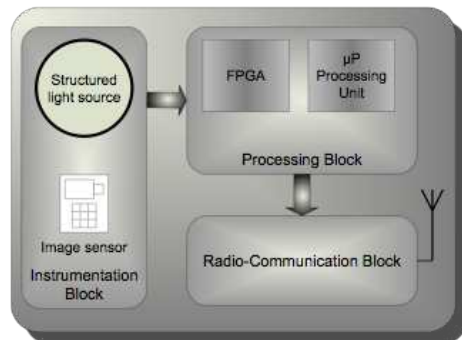 Structured
light source
Image sensor
Instrumentation
Block
FPGA
µP
Processing
Unit
Processing Block
Radio-Communication Block